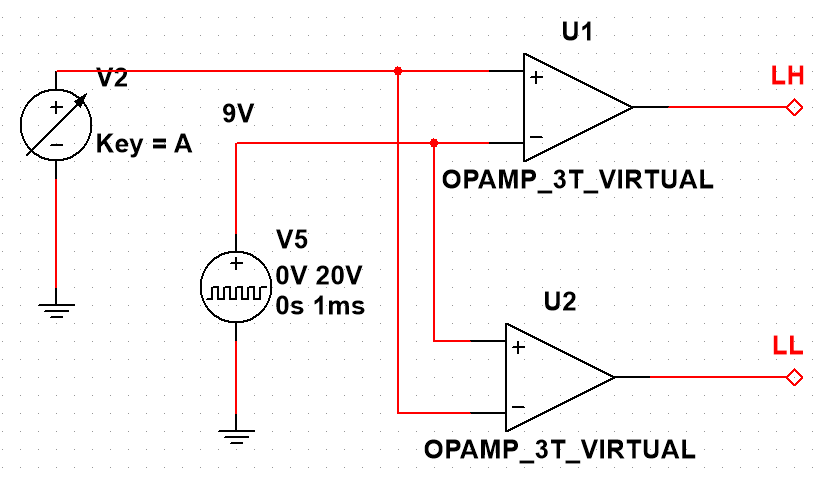 U1
V2
LH
9V
Key = A
OPAMP_3T_VIRTUAL
V5
0V 20V
0s 1ms
U2
LL
OPAMP_3T_VIRTUAL